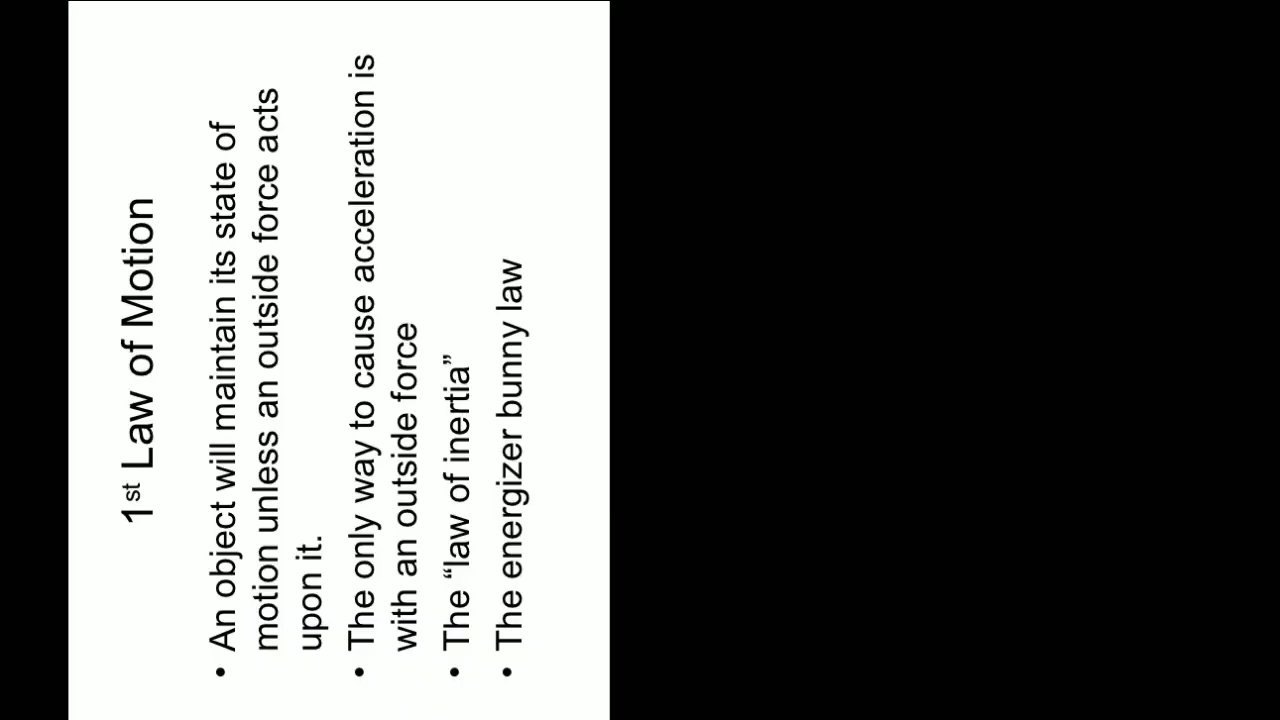 1st Law of Motion
• An object will maintain its state of
motion unless an outside force acts
upon it.
• The only way to cause acceleration is
with an outside force
• The “law of inertia”
• The energizer bunny law